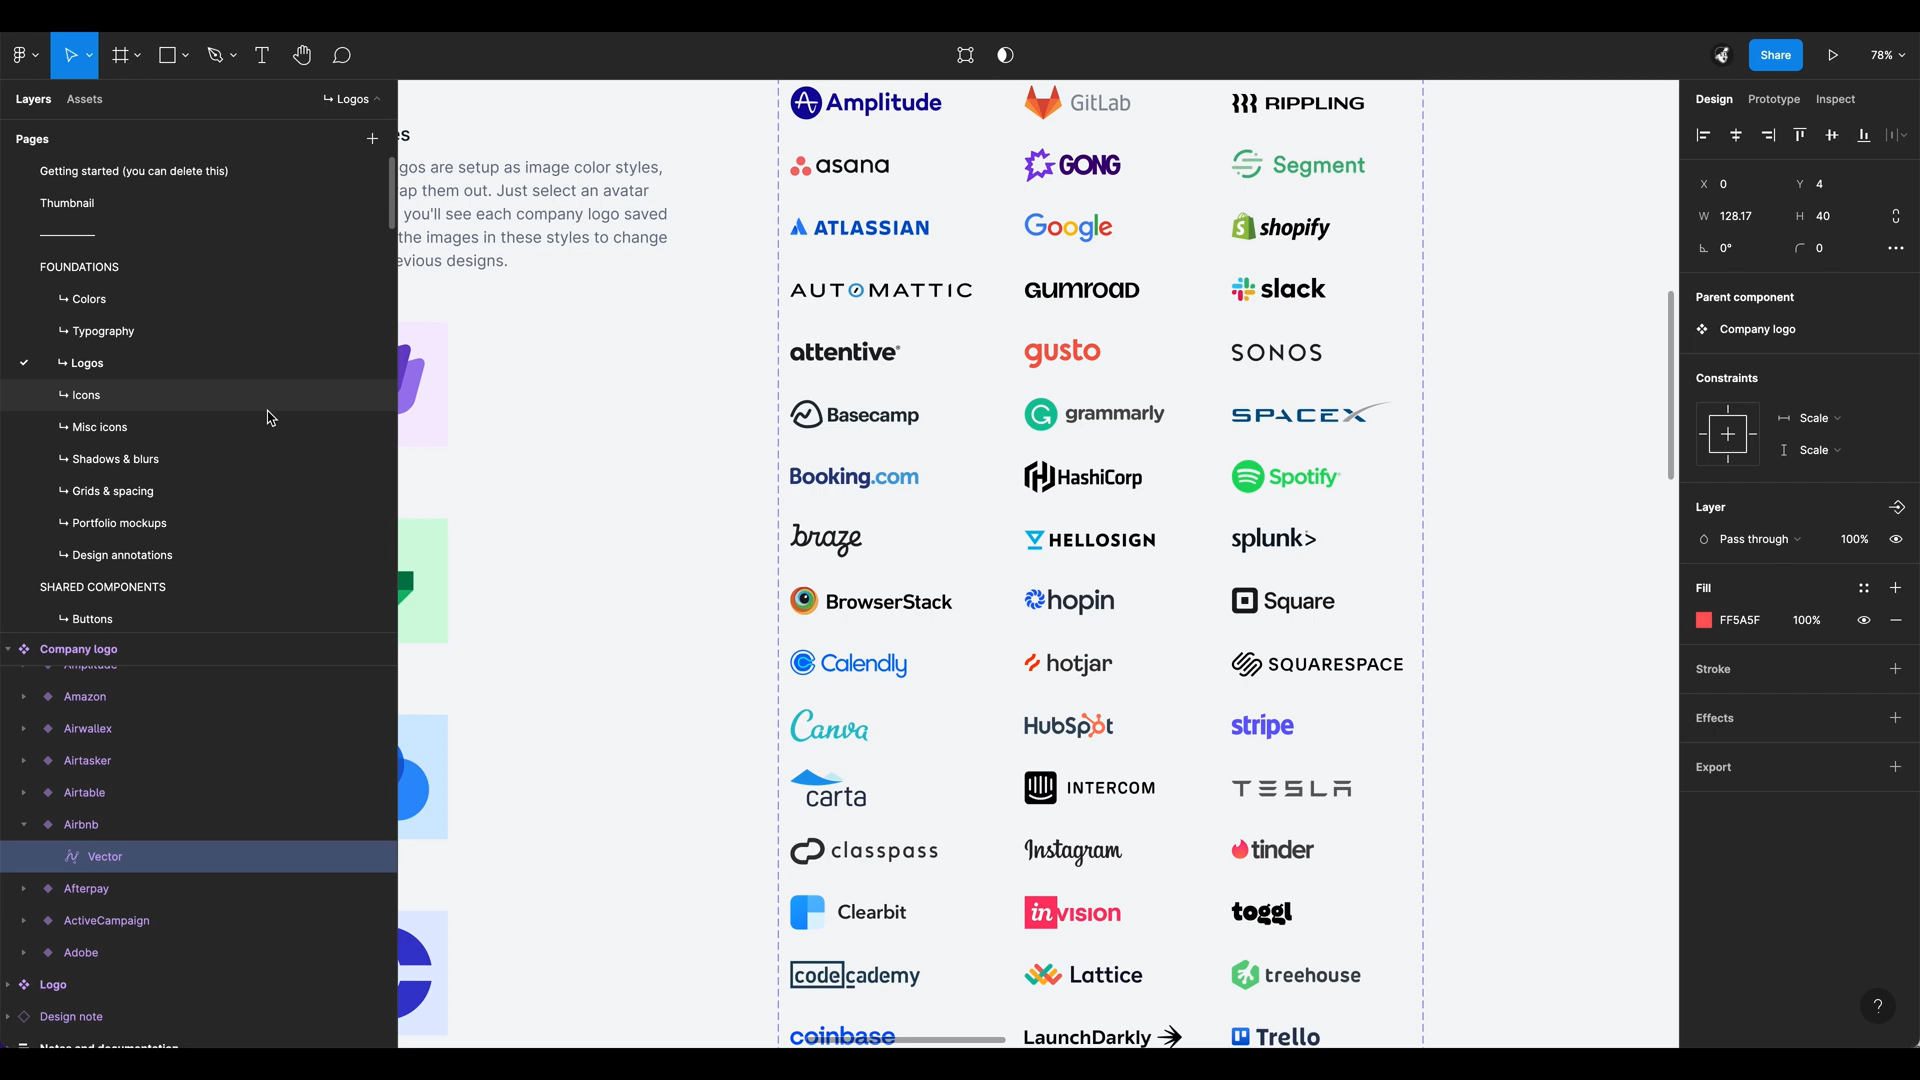 Share
78%
Layers
Assets
↳ Logos
Pages
Getting started (you can delete this)
Thumbnail
FOUNDATIONS
↳ Colors
↳ Typography
↳ Logos
↳ Icons
↳ Misc icons
↳ Shadows & blurs
↳ Grids & spacing
↳ Portfolio mockups
↳ Design annotations
SHARED COMPONENTS
↳ Buttons
Company logo
Amplitude
Amazon
Airwallex
Airtasker
Airtable
Airbnb
Vector
Afterpay
ActiveCampaign
Adobe
Logo
Design note
Notes and documentation
es
gos are setup as image color styles,
ap them out. Just select an avatar
you'll see each company logo saved
the images in these styles to change
evious designs.
Amplitude GitLab RIPPLING
asana GONG Segment
ATLASSIAN Google shopify
AUTOMATTIC GUMROAD slack
attentive® gusto SONOS
Basecamp grammarly SPACEX
Booking.com HashiCorp Spotify
braze HELLOSIGN splunk>
BrowserStack hopin Square
Calendly hotjar SQUARESPACE
Canva HubSpot stripe
carta INTERCOM TESLA
classpass Instagram tinder
Clearbit invision toggl
codecademy Lattice treehouse
coinbase LaunchDarkly Trello
Design
Prototype
Inspect
X 0 Y 4
W 128.17 H 40
0° 0
Parent component
Company logo
Constraints
Scale
Scale
Layer
Pass through 100%
Fill
FF5A5F 100%
Stroke
Effects
Export
?